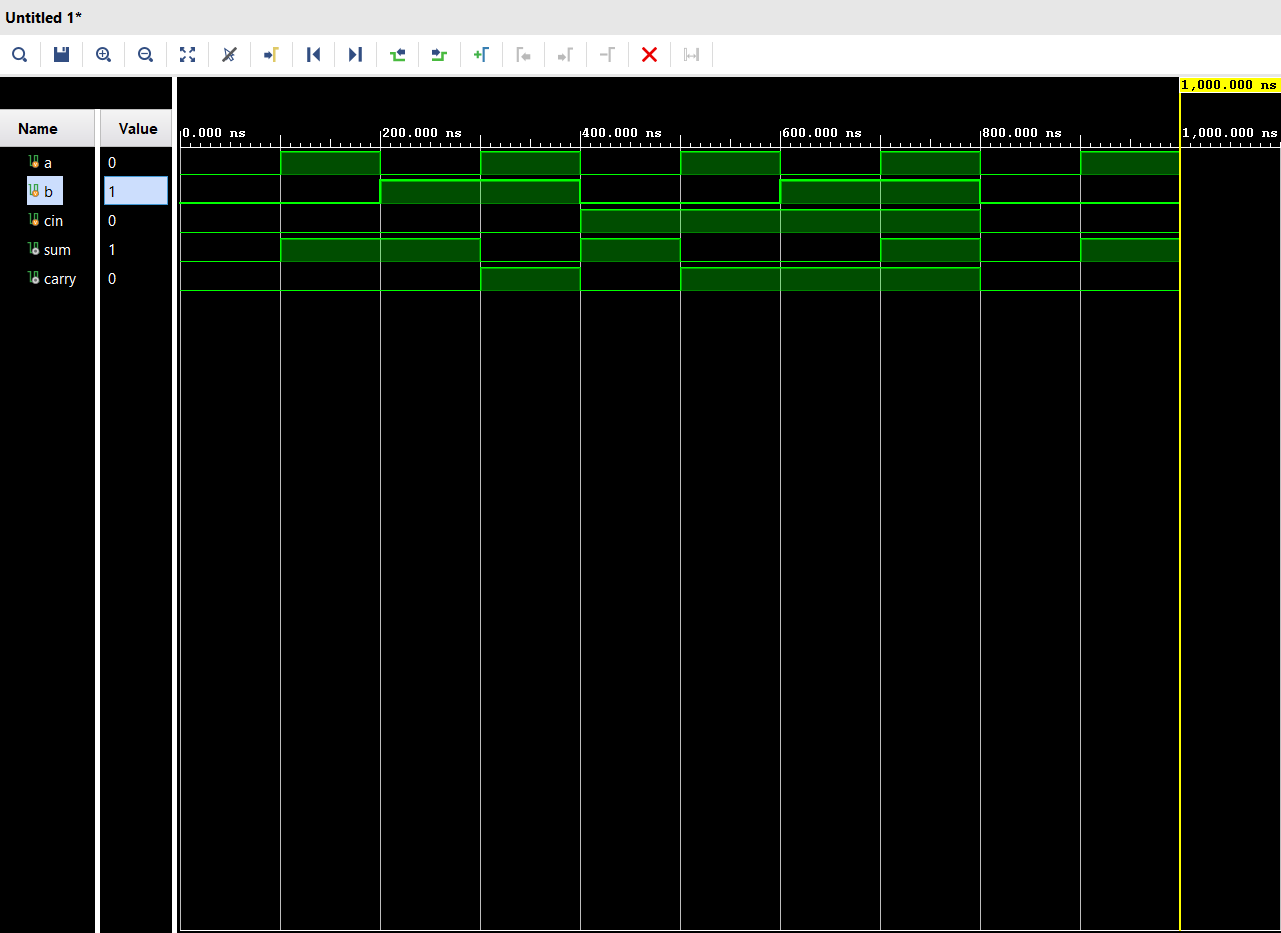 Untitled 1*
1,000.000 ns
Name Value
0.000 ns 200.000 ns 400.000 ns 600.000 ns 800.000 ns 1,000.000 ns
a 0
b 1
cin 0
sum 1
carry 0